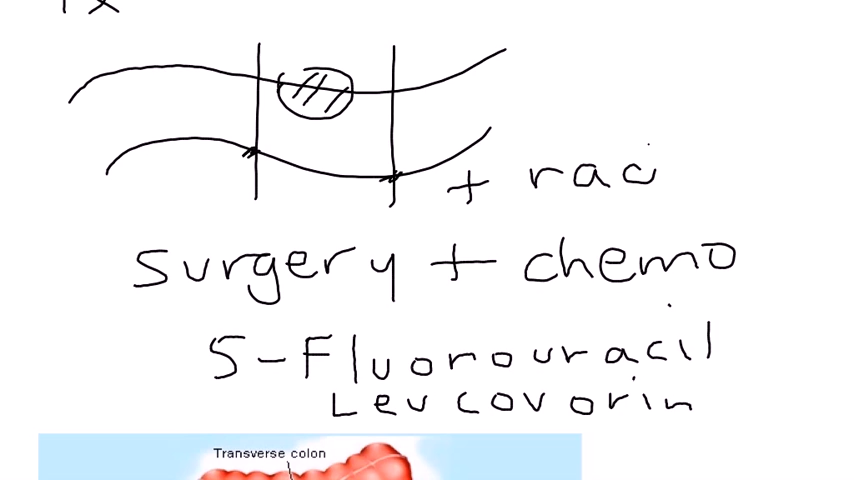 + rad
surgery + chemo
5-Fluorouracil
Leucovorin
Transverse colon